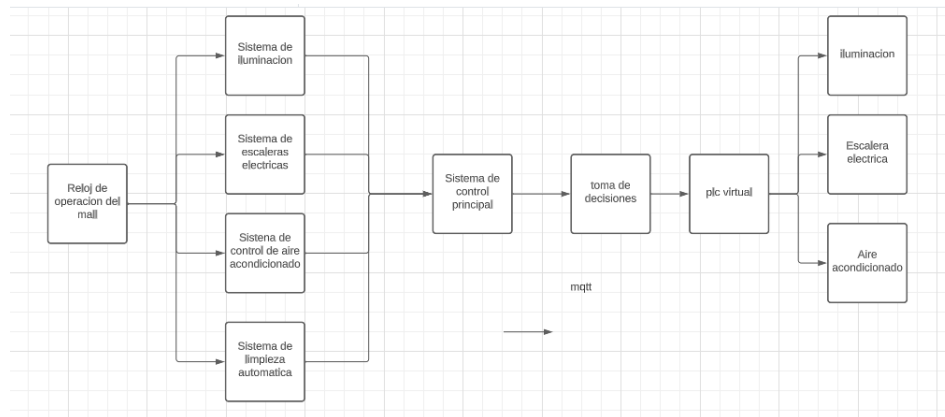 Reloj de
operacion del
mall
Sistema de
iluminacion
Sistema de
escaleras
electricas
Sistena de
control de aire
acondicionado
Sistema de
limpieza
automatica
Sistema de
control
principal
toma de
decisiones
plc virtual
iluminacion
Escalera
electrica
Aire
acondicionado
mqtt